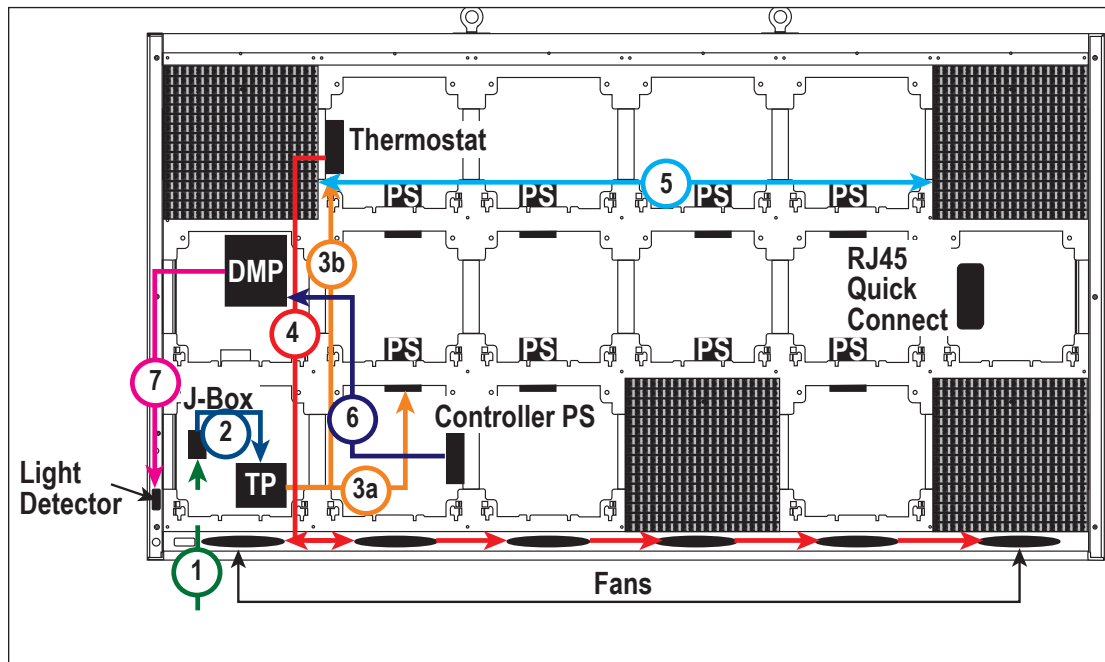 Thermostat
5
PS
PS
PS
PS
DMP
3b
RJ45
Quick
Connect
4
PS
PS
PS
PS
7
J-Box
2
6
Controller PS
Light
Detector
TP
3a
1
Fans